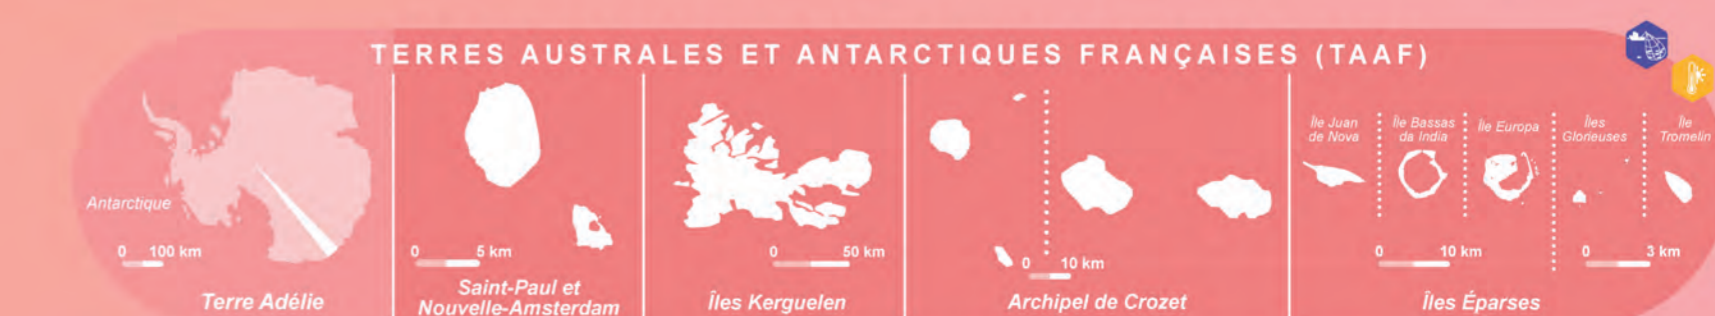 TERRES AUSTRALES ET ANTARCTIQUES FRANÇAISES (TAAF)
Antarctique
0 100 km
Terre Adélie
0 5 km
Saint-Paul et
Nouvelle-Amsterdam
0 50 km
Îles Kerguelen
0 10 km
Archipel de Crozet
Île Juan
de Nova
Île Bassas
da India
Île Europa
Îles
Glorieuses
Île
Tromelin
0 10 km
0 3 km
Îles Éparses